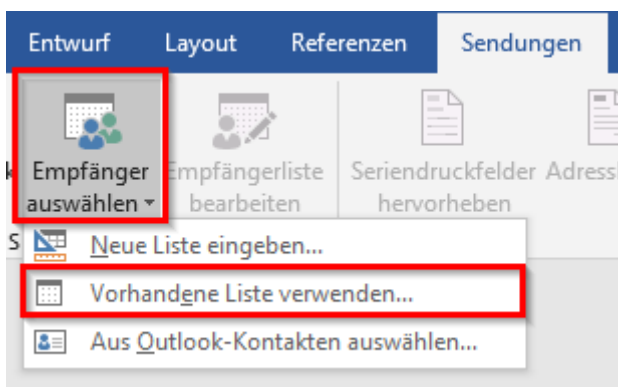 Entwurf Layout Referenzen Sendungen
Empfänger Empfängerliste Seriendruckfelder
auswählen bearbeiten hervorheben
Neue Liste eingeben...
Vorhandene Liste verwenden...
Aus Outlook-Kontakten auswählen...